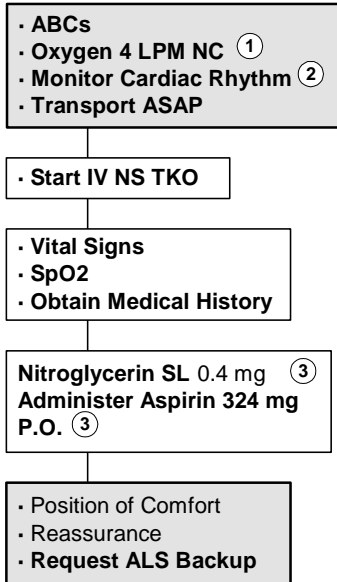 · ABCs
· Oxygen 4 LPM NC 1
· Monitor Cardiac Rhythm 2
· Transport ASAP
· Start IV NS TKO
· Vital Signs
· SpO2
· Obtain Medical History
Nitroglycerin SL 0.4 mg 3
Administer Aspirin 324 mg
P.O. 3
· Position of Comfort
· Reassurance
· Request ALS Backup